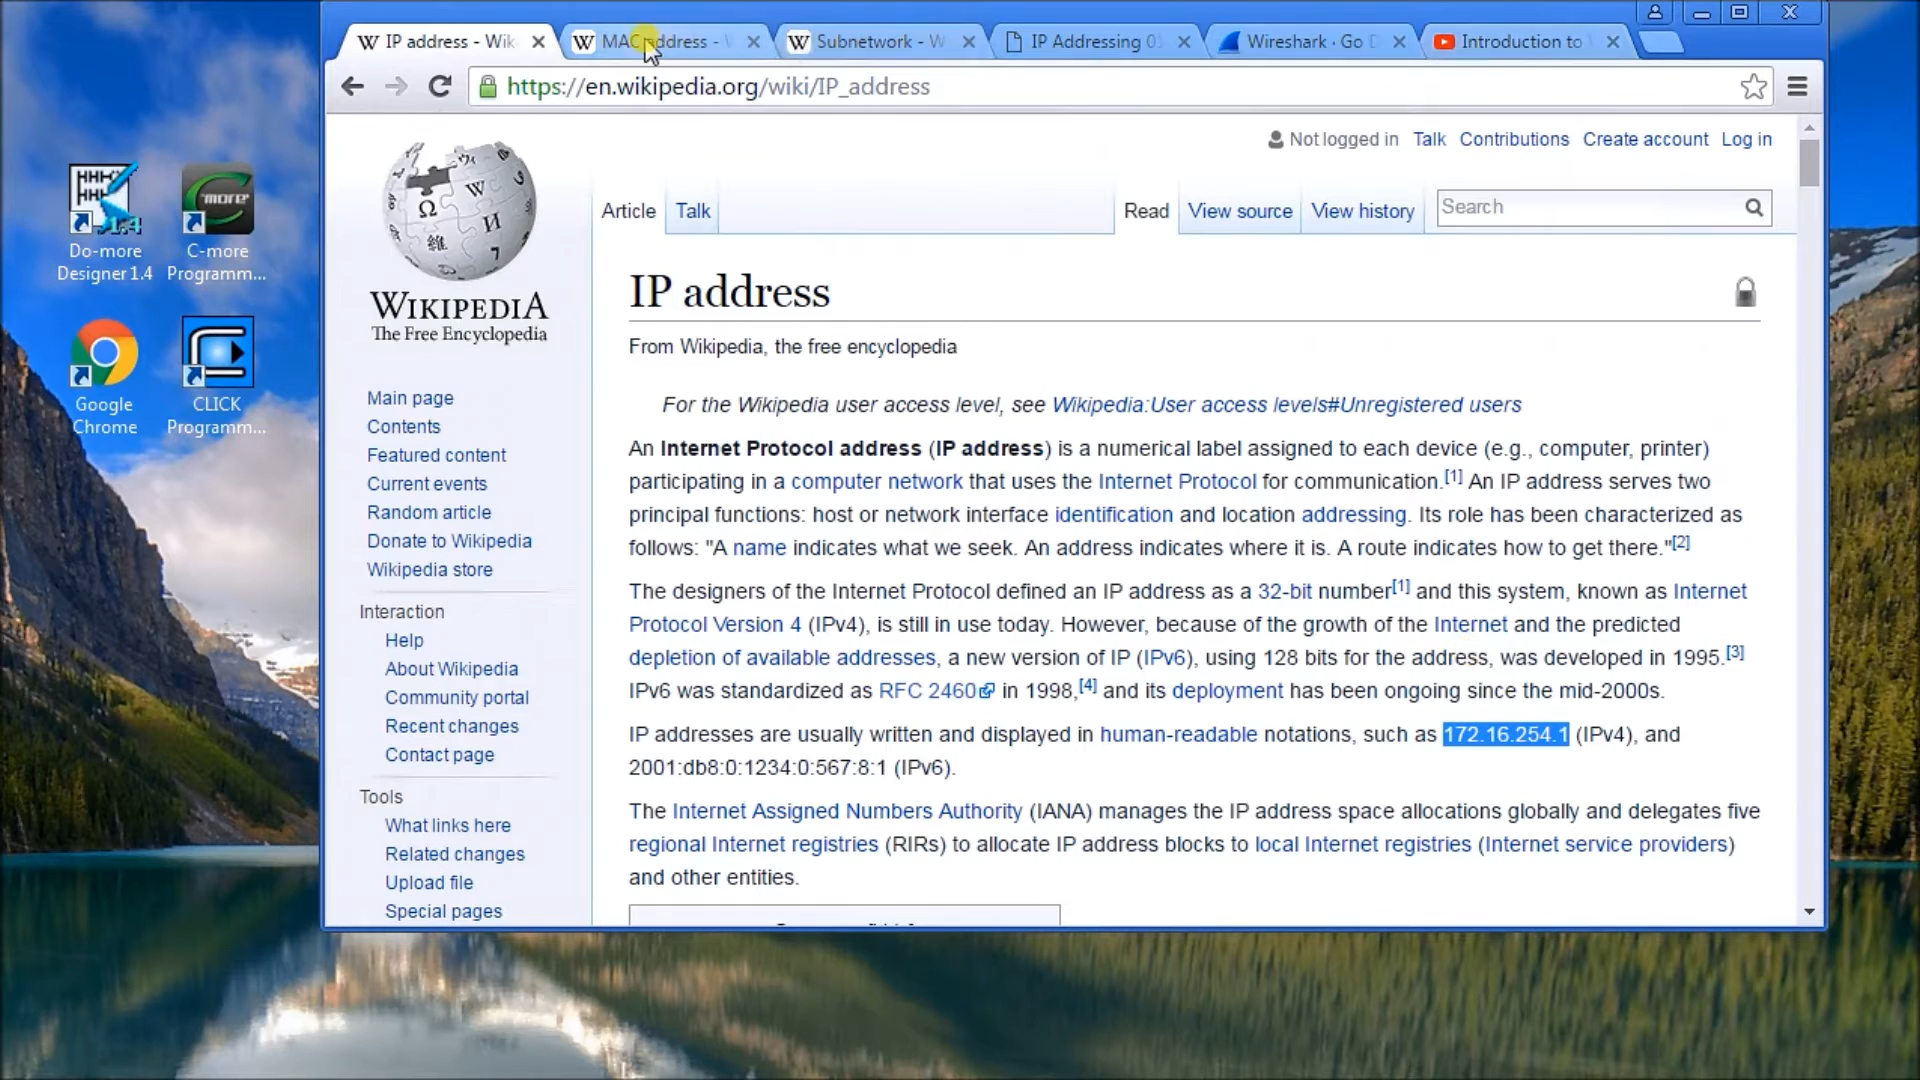 IP address - Wik
MAC address - W
Subnetwork - W
IP Addressing 0
Wireshark · Go D
Introduction to
https://en.wikipedia.org/wiki/IP_address
Do-more
Designer 1.4
C-more
Programm...
Google
Chrome
CLICK
Programm...
WIKIPEDIA
The Free Encyclopedia
Main page
Contents
Featured content
Current events
Random article
Donate to Wikipedia
Wikipedia store
Interaction
Help
About Wikipedia
Community portal
Recent changes
Contact page
Tools
What links here
Related changes
Upload file
Special pages
Not logged in Talk Contributions Create account Log in
Article Talk Read View source View history Search
IP address
From Wikipedia, the free encyclopedia
For the Wikipedia user access level, see Wikipedia:User access levels#Unregistered users
An Internet Protocol address (IP address) is a numerical label assigned to each device (e.g., computer, printer)
participating in a computer network that uses the Internet Protocol for communication.[1] An IP address serves two
principal functions: host or network interface identification and location addressing. Its role has been characterized as
follows: "A name indicates what we seek. An address indicates where it is. A route indicates how to get there."[2]
The designers of the Internet Protocol defined an IP address as a 32-bit number[1] and this system, known as Internet
Protocol Version 4 (IPv4), is still in use today. However, because of the growth of the Internet and the predicted
depletion of available addresses, a new version of IP (IPv6), using 128 bits for the address, was developed in 1995.[3]
IPv6 was standardized as RFC 2460 in 1998,[4] and its deployment has been ongoing since the mid-2000s.
IP addresses are usually written and displayed in human-readable notations, such as 172.16.254.1 (IPv4), and
2001:db8:0:1234:0:567:8:1 (IPv6).
The Internet Assigned Numbers Authority (IANA) manages the IP address space allocations globally and delegates five
regional Internet registries (RIRs) to allocate IP address blocks to local Internet registries (Internet service providers)
and other entities.